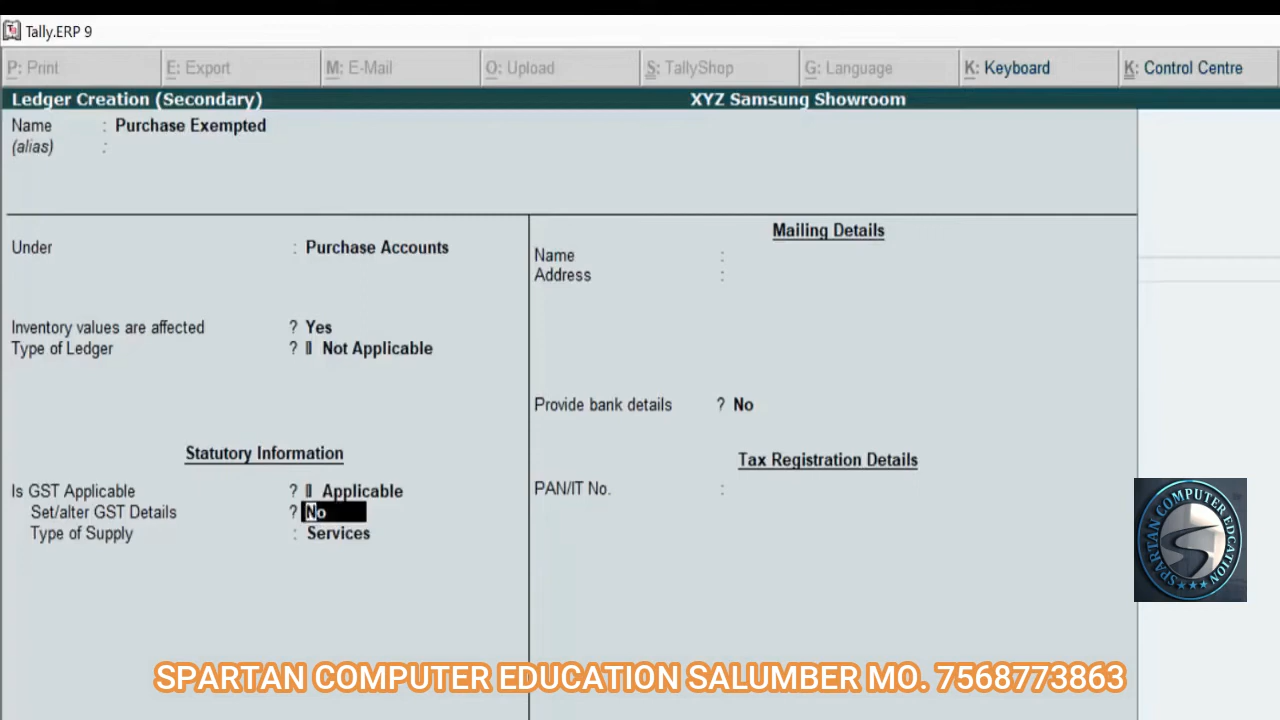 Tally.ERP 9
P: Print E: Export M: E-Mail O: Upload S: TallyShop G: Language K: Keyboard K: Control Centre
Ledger Creation (Secondary) XYZ Samsung Showroom
Name : Purchase Exempted
(alias) :
Under : Purchase Accounts
Inventory values are affected ? Yes
Type of Ledger ? Not Applicable
Statutory Information
Is GST Applicable ? Applicable
Set/alter GST Details ? No
Type of Supply : Services
Mailing Details
Name :
Address :
Provide bank details ? No
Tax Registration Details
PAN/IT No. :
SPARTAN COMPUTER EDCATION
SPARTAN COMPUTER EDUCATION SALUMBER MO. 7568773863